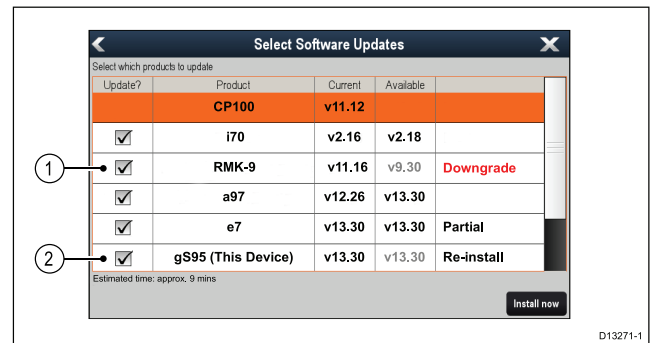 Select Software Updates
Select which products to update
Update? Product Current Available
CP100 v11.12
i70 v2.16 v2.18
1 RMK-9 v11.16 v9.30 Downgrade
a97 v12.26 v13.30
e7 v13.30 v13.30 Partial
2 gS95 (This Device) v13.30 v13.30 Re-install
Estimated time: approx. 9 mins
Install now
D13271-1